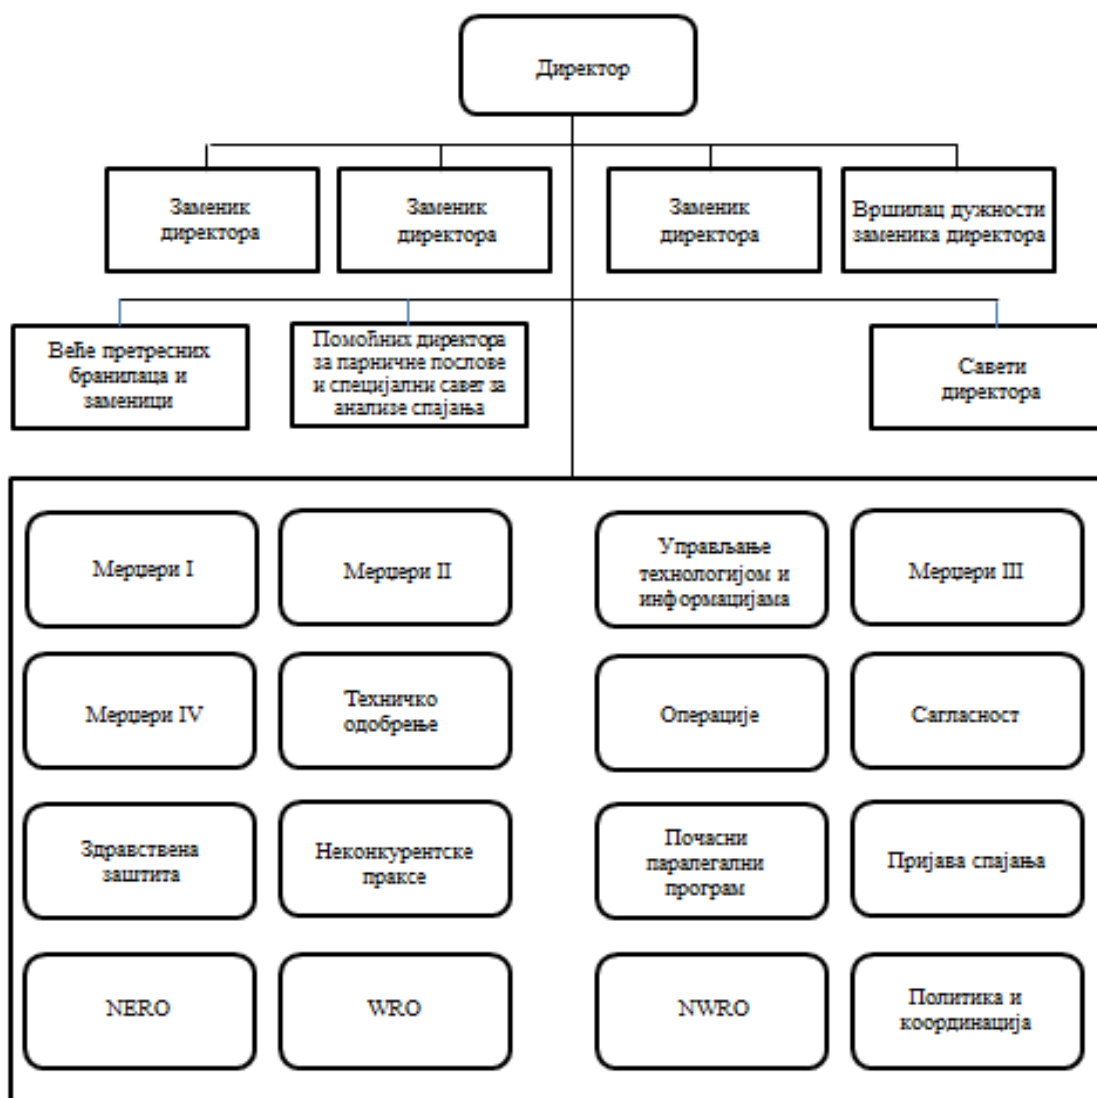 Директор
Заменик
директора
Заменик
директора
Заменик
директора
Вршилац дужности
заменика директора
Веће претресних
бранилаца и
заменици
Помоћних директора
за парничне послове
и специјални савет за
анализе спајања
Савети
директора
Мерџери I
Мерџери II
Управљање
технологијом и
информацијама
Мерџери III
Мерџери IV
Техничко
одобрење
Операције
Сагласност
Здравствена
заштита
Неконкурентске
праксе
Почасни
паралегални
програм
Пријава спајања
NERO
WRO
NWRO
Политика и
координација